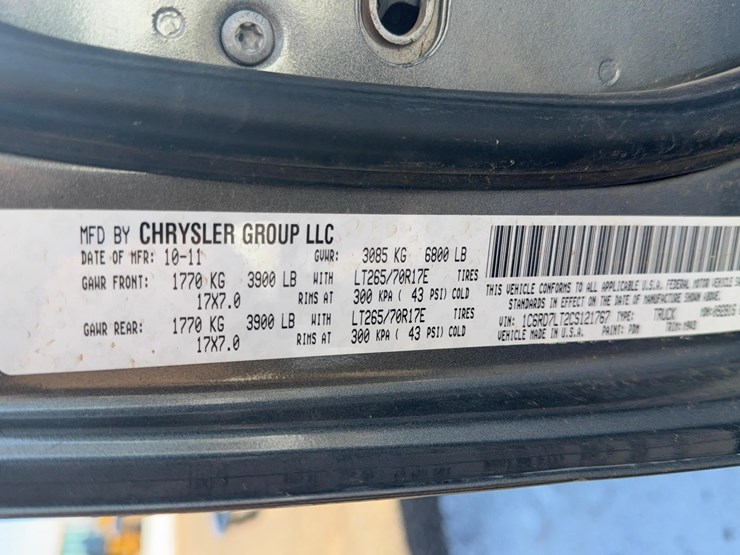 MFD BY CHRYSLER GROUP LLC
DATE OF MFR: 10-11 GVWR: 3085 KG 6800 LB
GAWR FRONT: 1770 KG 3900 LB WITH LT265/70R17E TIRES
17X7.0 RIMS AT 300 KPA ( 43 PSI) COLD
GAWR REAR: 1770 KG 3900 LB WITH LT265/70R17E TIRES
17X7.0 RIMS AT 300 KPA ( 43 PSI) COLD
THIS VEHICLE CONFORMS TO ALL APPLICABLE U.S.A. FEDERAL MOTOR VEHICLE
STANDARDS IN EFFECT ON THE DATE OF MANUFACTURE SHOWN ABOVE.
VIN: 1C6RD7LT2CS121767 TYPE: TRUCK
VEHICLE MADE IN U.S.A. PAINT: PDM TRIM: